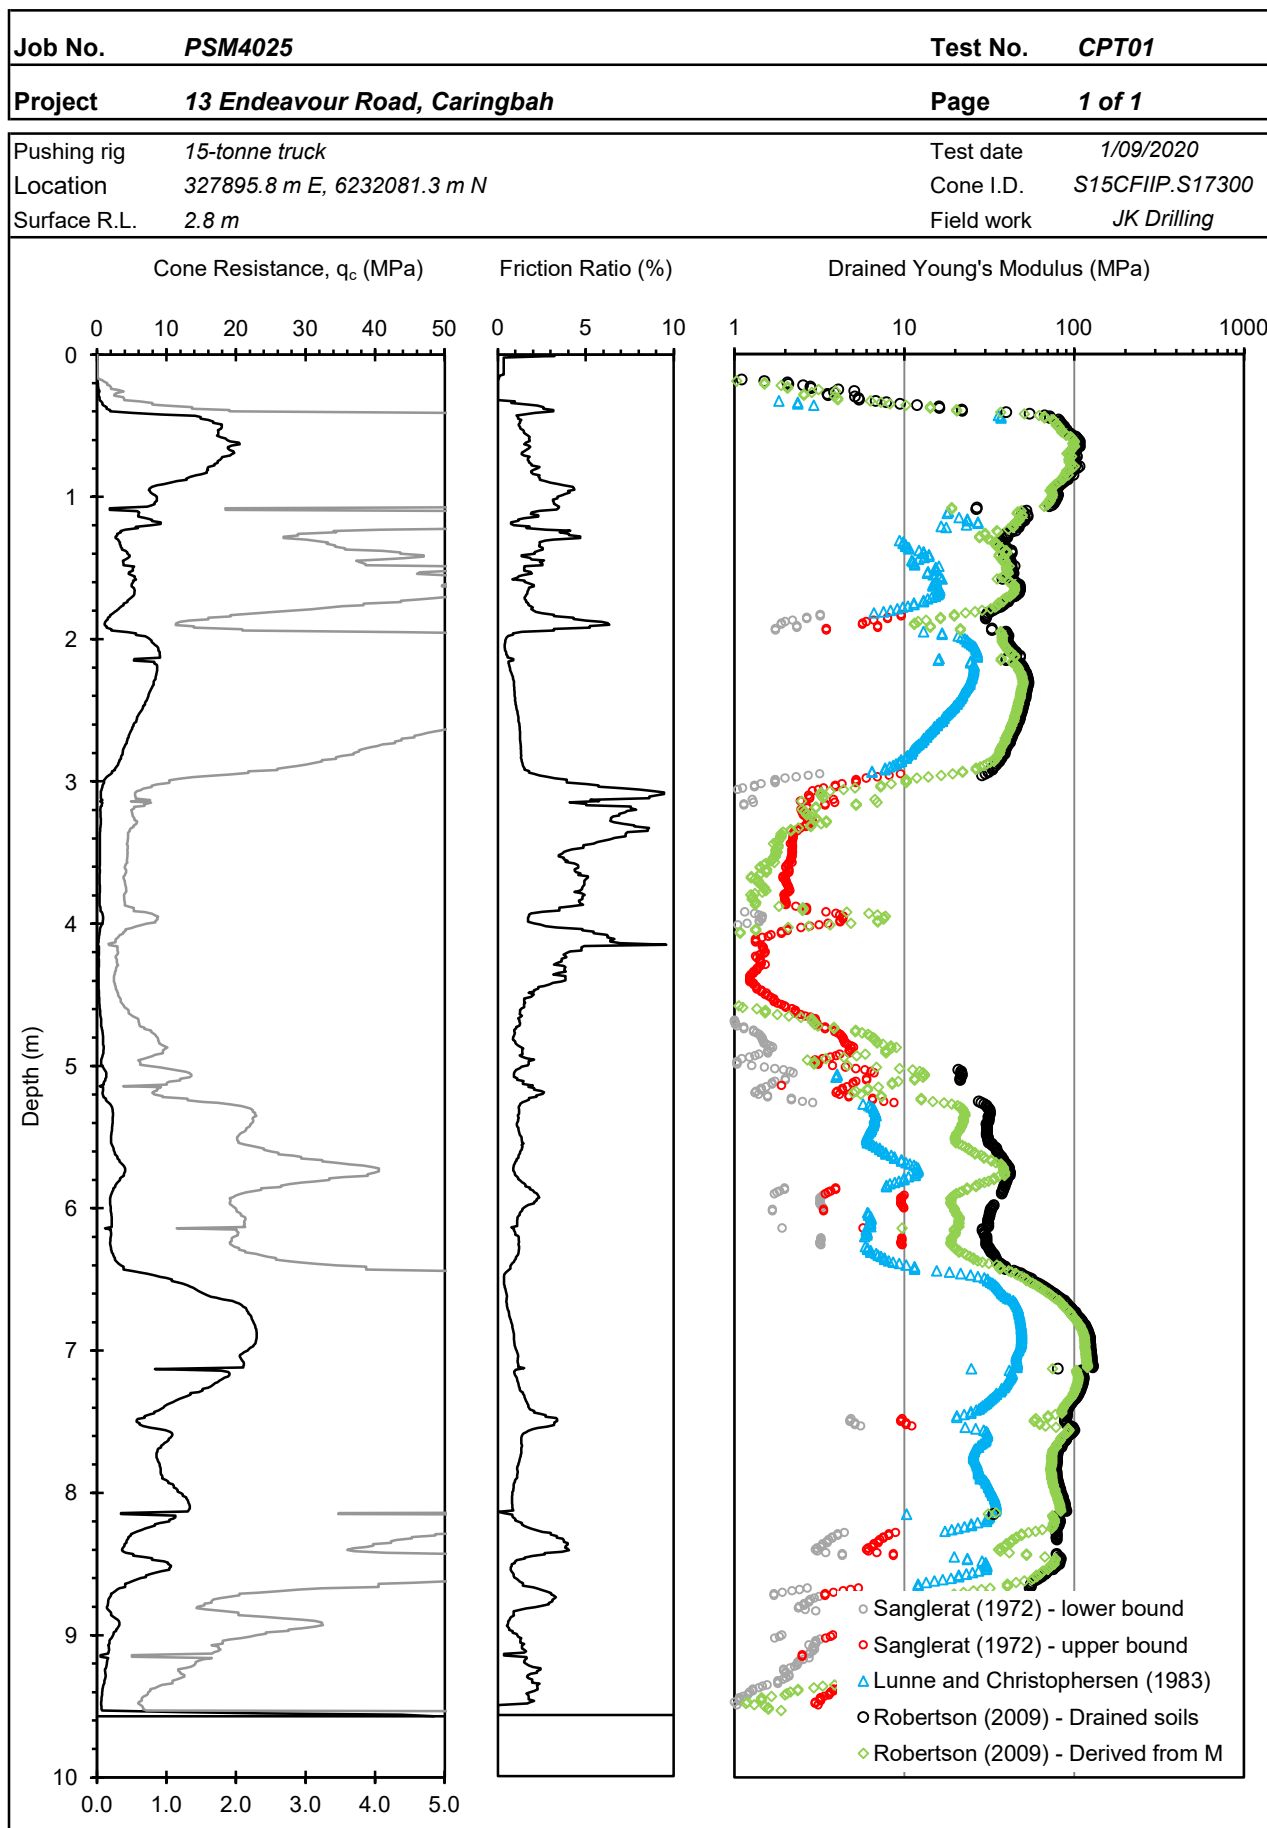 Job No. PSM4025 Test No. CPT01
Project 13 Endeavour Road, Caringbah Page 1 of 1
Pushing rig 15-tonne truck Test date 1/09/2020
Location 327895.8 m E, 6232081.3 m N Cone I.D. S15CFIIP.S17300
Surface R.L. 2.8 m Field work JK Drilling
Cone Resistance, qc (MPa) Friction Ratio (%) Drained Young's Modulus (MPa)
0 10 20 30 40 50 0 5 10 1 10 100 1000
0
1
2
3
4
5
6
7
8
9
10
Depth (m)
Sanglerat (1972) - lower bound
Sanglerat (1972) - upper bound
Lunne and Christophersen (1983)
Robertson (2009) - Drained soils
Robertson (2009) - Derived from M
0.0 1.0 2.0 3.0 4.0 5.0